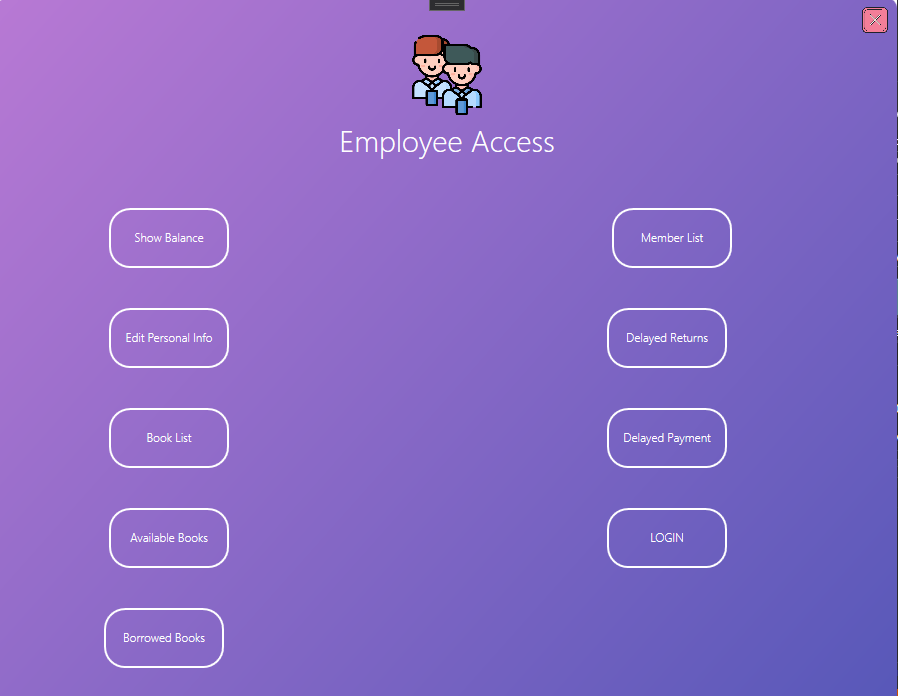 Employee Access
Show Balance
Member List
Edit Personal Info
Delayed Returns
Book List
Delayed Payment
Available Books
LOGIN
Borrowed Books